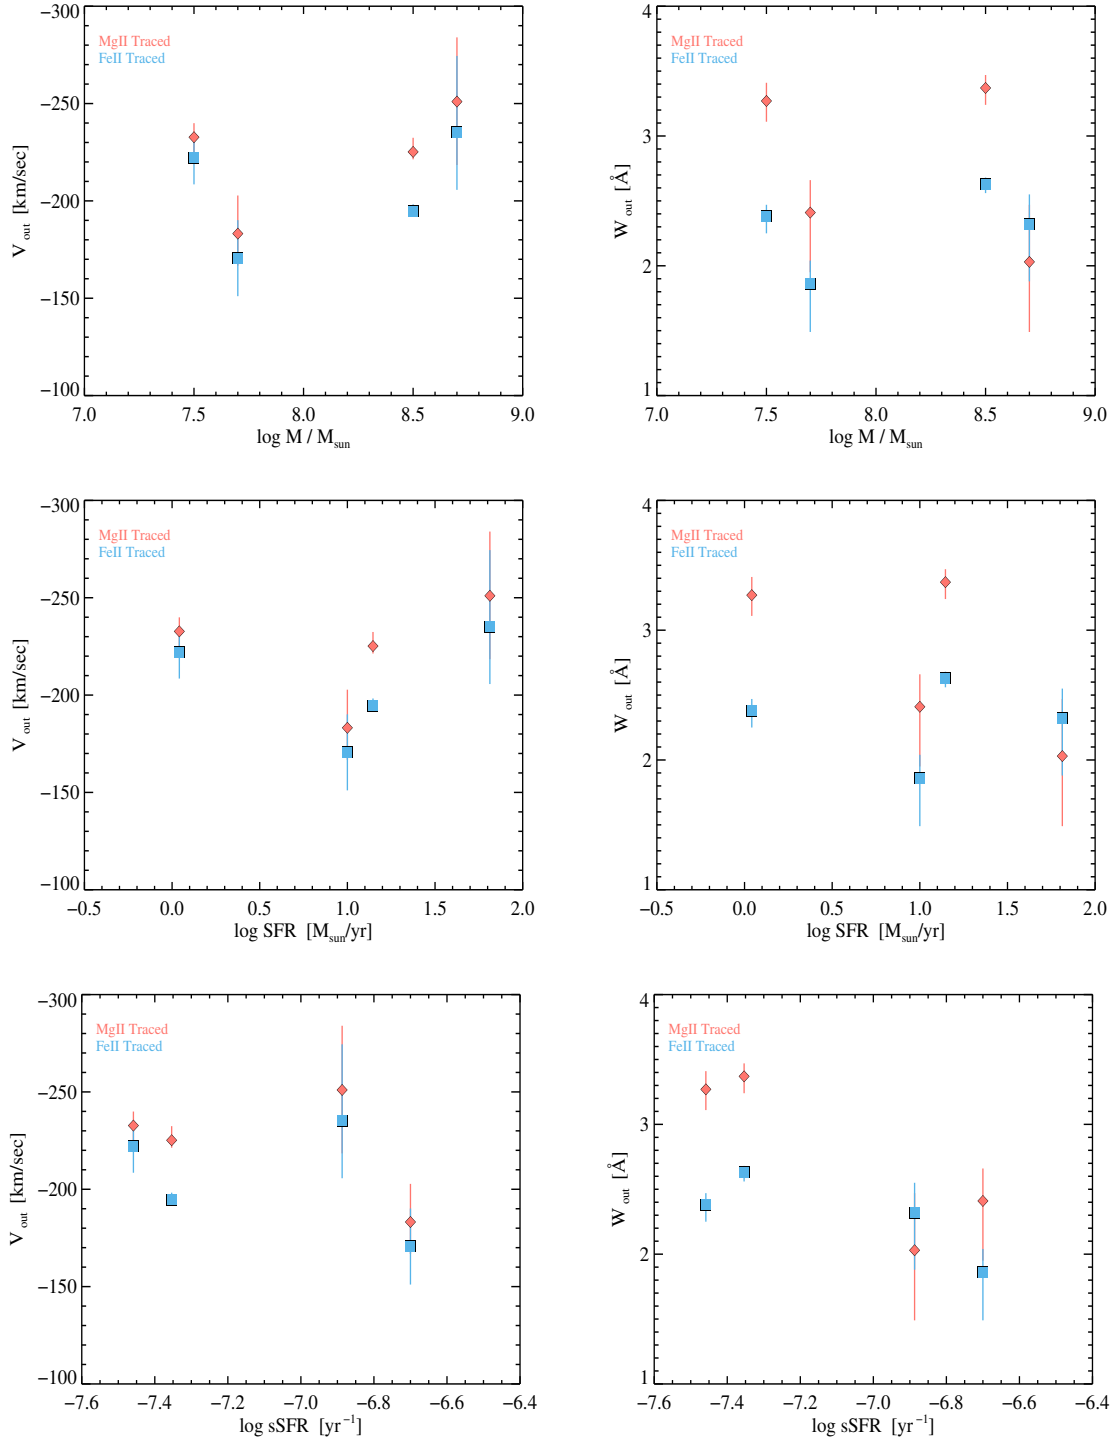 −300
−250
−200
−150
−100
V out [km/sec]
MgII Traced
FeII Traced
7.0 7.5 8.0 8.5 9.0
log M / Msun
4
3
2
1
W out [Å]
MgII Traced
FeII Traced
7.0 7.5 8.0 8.5 9.0
log M / Msun
−300
−250
−200
−150
−100
V out [km/sec]
MgII Traced
FeII Traced
−0.5 0.0 0.5 1.0 1.5 2.0
log SFR [Msun/yr]
4
3
2
1
W out [Å]
MgII Traced
FeII Traced
−0.5 0.0 0.5 1.0 1.5 2.0
log SFR [Msun/yr]
−300
−250
−200
−150
−100
V out [km/sec]
MgII Traced
FeII Traced
−7.6 −7.4 −7.2 −7.0 −6.8 −6.6 −6.4
log sSFR [yr⁻¹]
4
3
2
1
W out [Å]
MgII Traced
FeII Traced
−7.6 −7.4 −7.2 −7.0 −6.8 −6.6 −6.4
log sSFR [yr⁻¹]